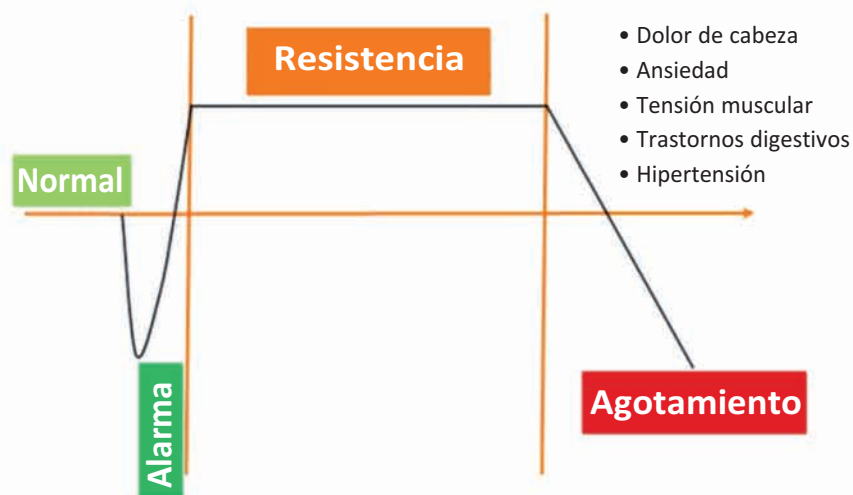 Resistencia
• Dolor de cabeza
• Ansiedad
• Tensión muscular
• Trastornos digestivos
• Hipertensión
Normal
Alarma
Agotamiento